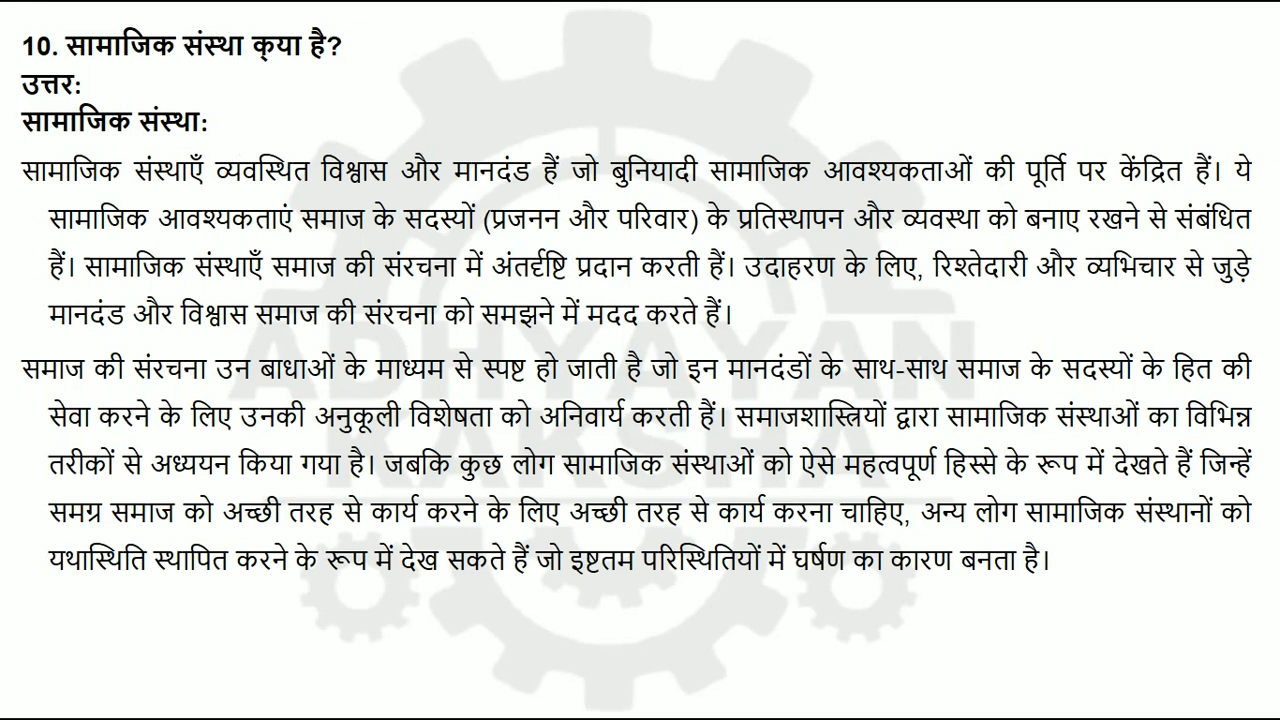 10. सामाजिक संस्था क्या है?
उत्तर:
सामाजिक संस्था:
सामाजिक संस्थाएँ व्यवस्थित विश्वास और मानदंड हैं जो बुनियादी सामाजिक आवश्यकताओं की पूर्ति पर केंद्रित हैं। ये
सामाजिक आवश्यकताएं समाज के सदस्यों (प्रजनन और परिवार) के प्रतिस्थापन और व्यवस्था को बनाए रखने से संबंधित
हैं। सामाजिक संस्थाएँ समाज की संरचना में अंतर्दृष्टि प्रदान करती हैं। उदाहरण के लिए, रिश्तेदारी और व्यभिचार से जुड़े
मानदंड और विश्वास समाज की संरचना को समझने में मदद करते हैं।
समाज की संरचना उन बाधाओं के माध्यम से स्पष्ट हो जाती है जो इन मानदंडों के साथ-साथ समाज के सदस्यों के हित की
सेवा करने के लिए उनकी अनुकूली विशेषता को अनिवार्य करती हैं। समाजशास्त्रियों द्वारा सामाजिक संस्थाओं का विभिन्न
तरीकों से अध्ययन किया गया है। जबकि कुछ लोग सामाजिक संस्थाओं को ऐसे महत्वपूर्ण हिस्से के रूप में देखते हैं जिन्हें
समग्र समाज को अच्छी तरह से कार्य करने के लिए अच्छी तरह से कार्य करना चाहिए, अन्य लोग सामाजिक संस्थानों को
यथास्थिति स्थापित करने के रूप में देख सकते हैं जो इष्टतम परिस्थितियों में घर्षण का कारण बनता है।
ADHYAYAN
KAKSHA